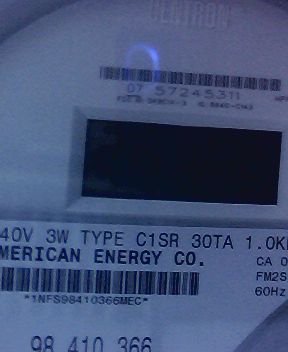 CENTRON
07 57245311
40V 3W TYPE C1SR 30TA 1.0K
MERICAN ENERGY CO.
CA 0
FM2S
60Hz
*1NFS98410366MEC*
98 410 366